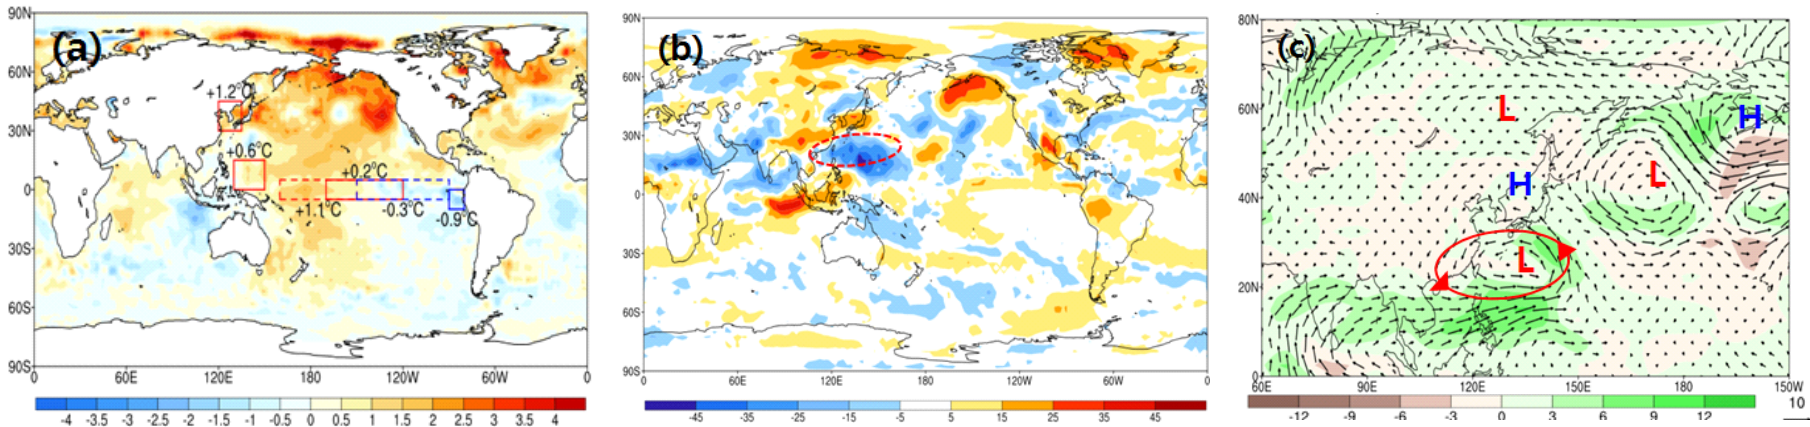 (a)
90N
60N
30N
0
30S
60S
90S
+1.2°C
+0.6°C
+0.2°C
+1.1°C
-0.3°C
-0.9°C
0 60E 120E 180 120W 60W 0
-4 -3.5 -3 -2.5 -2 -1.5 -1 -0.5 0 0.5 1 1.5 2 2.5 3 3.5 4
(b)
90N
60N
30N
0
30S
60S
90S
0 60E 120E 180 120W 60W 0
-45 -35 -25 -15 -5 5 15 25 35 45
(c)
80N
60N
40N
20N
0
L
H
L
H
L
60E 90E 120E 150E 180 150W
-12 -9 -6 -3 0 3 6 9 12
10